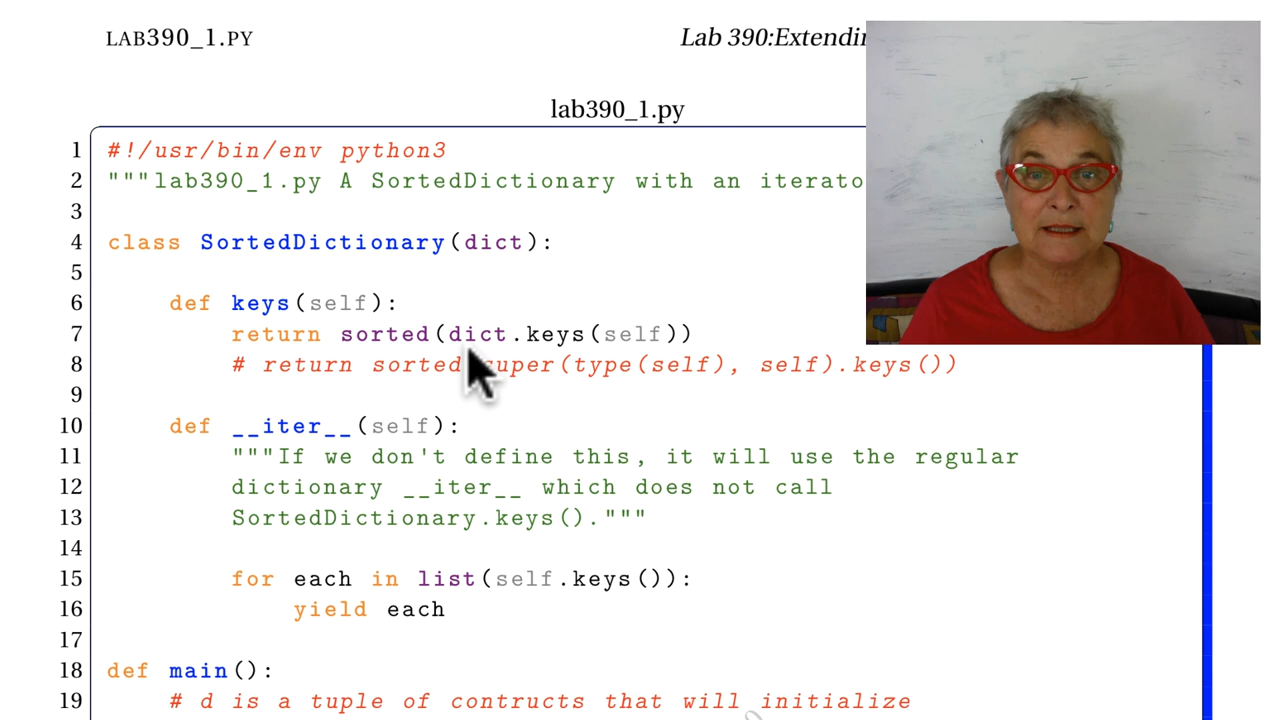 LAB390_1.PY
Lab 390:Extendin
lab390_1.py
1 #!/usr/bin/env python3
2 """lab390_1.py A SortedDictionary with an iterato
3
4 class SortedDictionary(dict):
5
6 def keys(self):
7 return sorted(dict.keys(self))
8 # return sorted super(type(self), self).keys())
9
10 def __iter__(self):
11 """If we don't define this, it will use the regular
12 dictionary __iter__ which does not call
13 SortedDictionary.keys()."""
14
15 for each in list(self.keys()):
16 yield each
17
18 def main():
19 # d is a tuple of contructs that will initialize